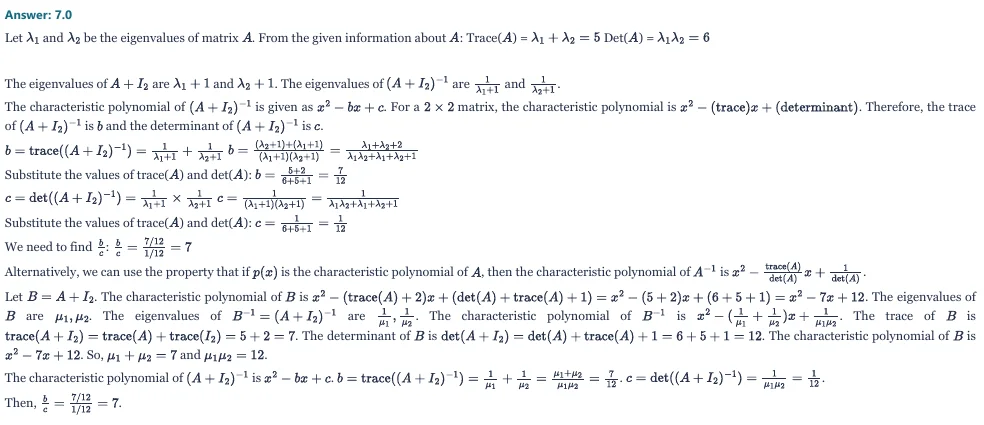 Answer: 7.0
Let λ₁ and λ₂ be the eigenvalues of matrix A. From the given information about A: Trace(A) = λ₁ + λ₂ = 5 Det(A) = λ₁λ₂ = 6
The eigenvalues of A + I₂ are λ₁ + 1 and λ₂ + 1. The eigenvalues of (A + I₂)⁻¹ are 1/(λ₁+1) and 1/(λ₂+1).
The characteristic polynomial of (A + I₂)⁻¹ is given as x² − bx + c. For a 2 × 2 matrix, the characteristic polynomial is x² − (trace)x + (determinant). Therefore, the trace
of (A + I₂)⁻¹ is b and the determinant of (A + I₂)⁻¹ is c.
b = trace((A + I₂)⁻¹) = 1/(λ₁+1) + 1/(λ₂+1) b = ((λ₂+1)+(λ₁+1))/((λ₁+1)(λ₂+1)) = (λ₁+λ₂+2)/(λ₁λ₂+λ₁+λ₂+1)
Substitute the values of trace(A) and det(A): b = (5+2)/(6+5+1) = 7/12
c = det((A + I₂)⁻¹) = 1/(λ₁+1) × 1/(λ₂+1) c = 1/((λ₁+1)(λ₂+1)) = 1/(λ₁λ₂+λ₁+λ₂+1)
Substitute the values of trace(A) and det(A): c = 1/(6+5+1) = 1/12
We need to find b/c: b/c = (7/12)/(1/12) = 7
Alternatively, we can use the property that if p(x) is the characteristic polynomial of A, then the characteristic polynomial of A⁻¹ is x² − (trace(A)/det(A))x + 1/det(A).
Let B = A + I₂. The characteristic polynomial of B is x² − (trace(A) + 2)x + (det(A) + trace(A) + 1) = x² − (5 + 2)x + (6 + 5 + 1) = x² − 7x + 12. The eigenvalues of
B are μ₁, μ₂. The eigenvalues of B⁻¹ = (A + I₂)⁻¹ are 1/μ₁, 1/μ₂. The characteristic polynomial of B⁻¹ is x² − (1/μ₁ + 1/μ₂)x + 1/(μ₁μ₂). The trace of B is
trace(A + I₂) = trace(A) + trace(I₂) = 5 + 2 = 7. The determinant of B is det(A + I₂) = det(A) + trace(A) + 1 = 6 + 5 + 1 = 12. The characteristic polynomial of B is
x² − 7x + 12. So, μ₁ + μ₂ = 7 and μ₁μ₂ = 12.
The characteristic polynomial of (A + I₂)⁻¹ is x² − bx + c. b = trace((A + I₂)⁻¹) = 1/μ₁ + 1/μ₂ = (μ₁+μ₂)/(μ₁μ₂) = 7/12. c = det((A + I₂)⁻¹) = 1/(μ₁μ₂) = 1/12.
Then, b/c = (7/12)/(1/12) = 7.